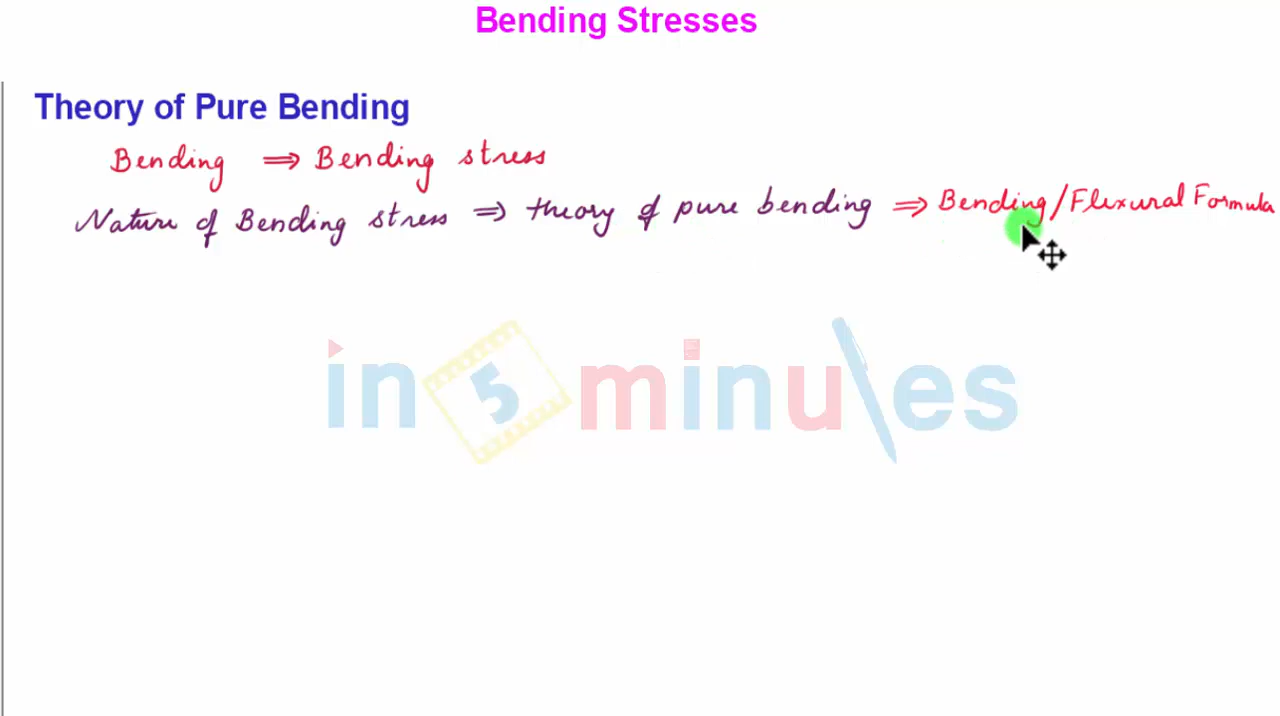 Bending Stresses
Theory of Pure Bending
Bending ⇒ Bending stress
Nature of Bending stress ⇒ theory of pure bending ⇒ Bending/Flexural Formula
in 5 minutes